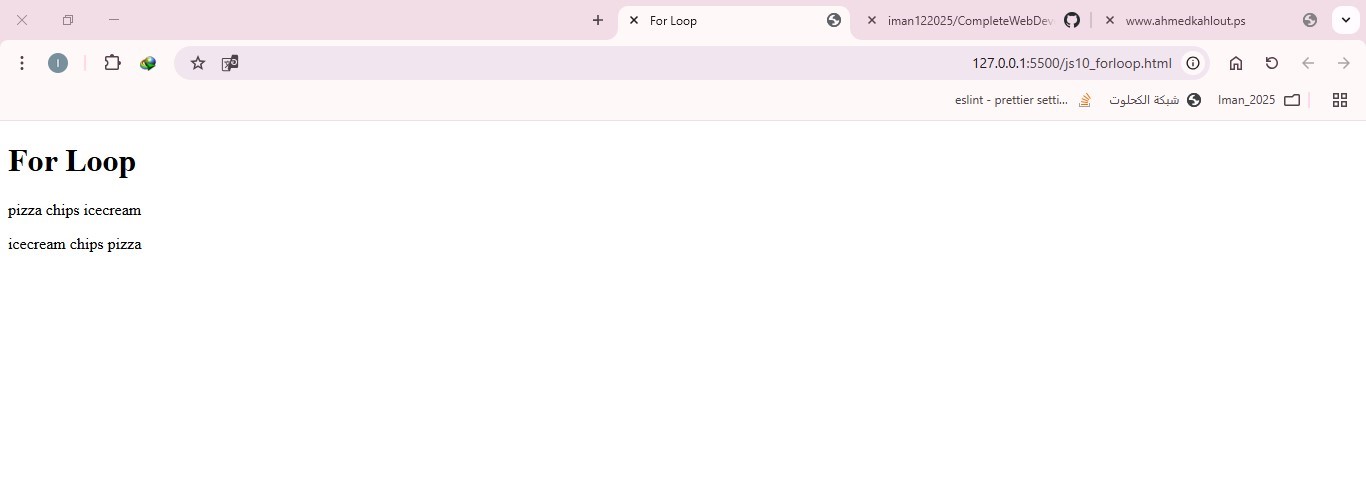 For Loop
iman122025/CompleteWebDev
www.ahmedkahlout.ps
I
127.0.0.1:5500/js10_forloop.html
eslint - prettier setti...
شبكة الكحلوت
Iman_2025
For Loop
pizza chips icecream
icecream chips pizza